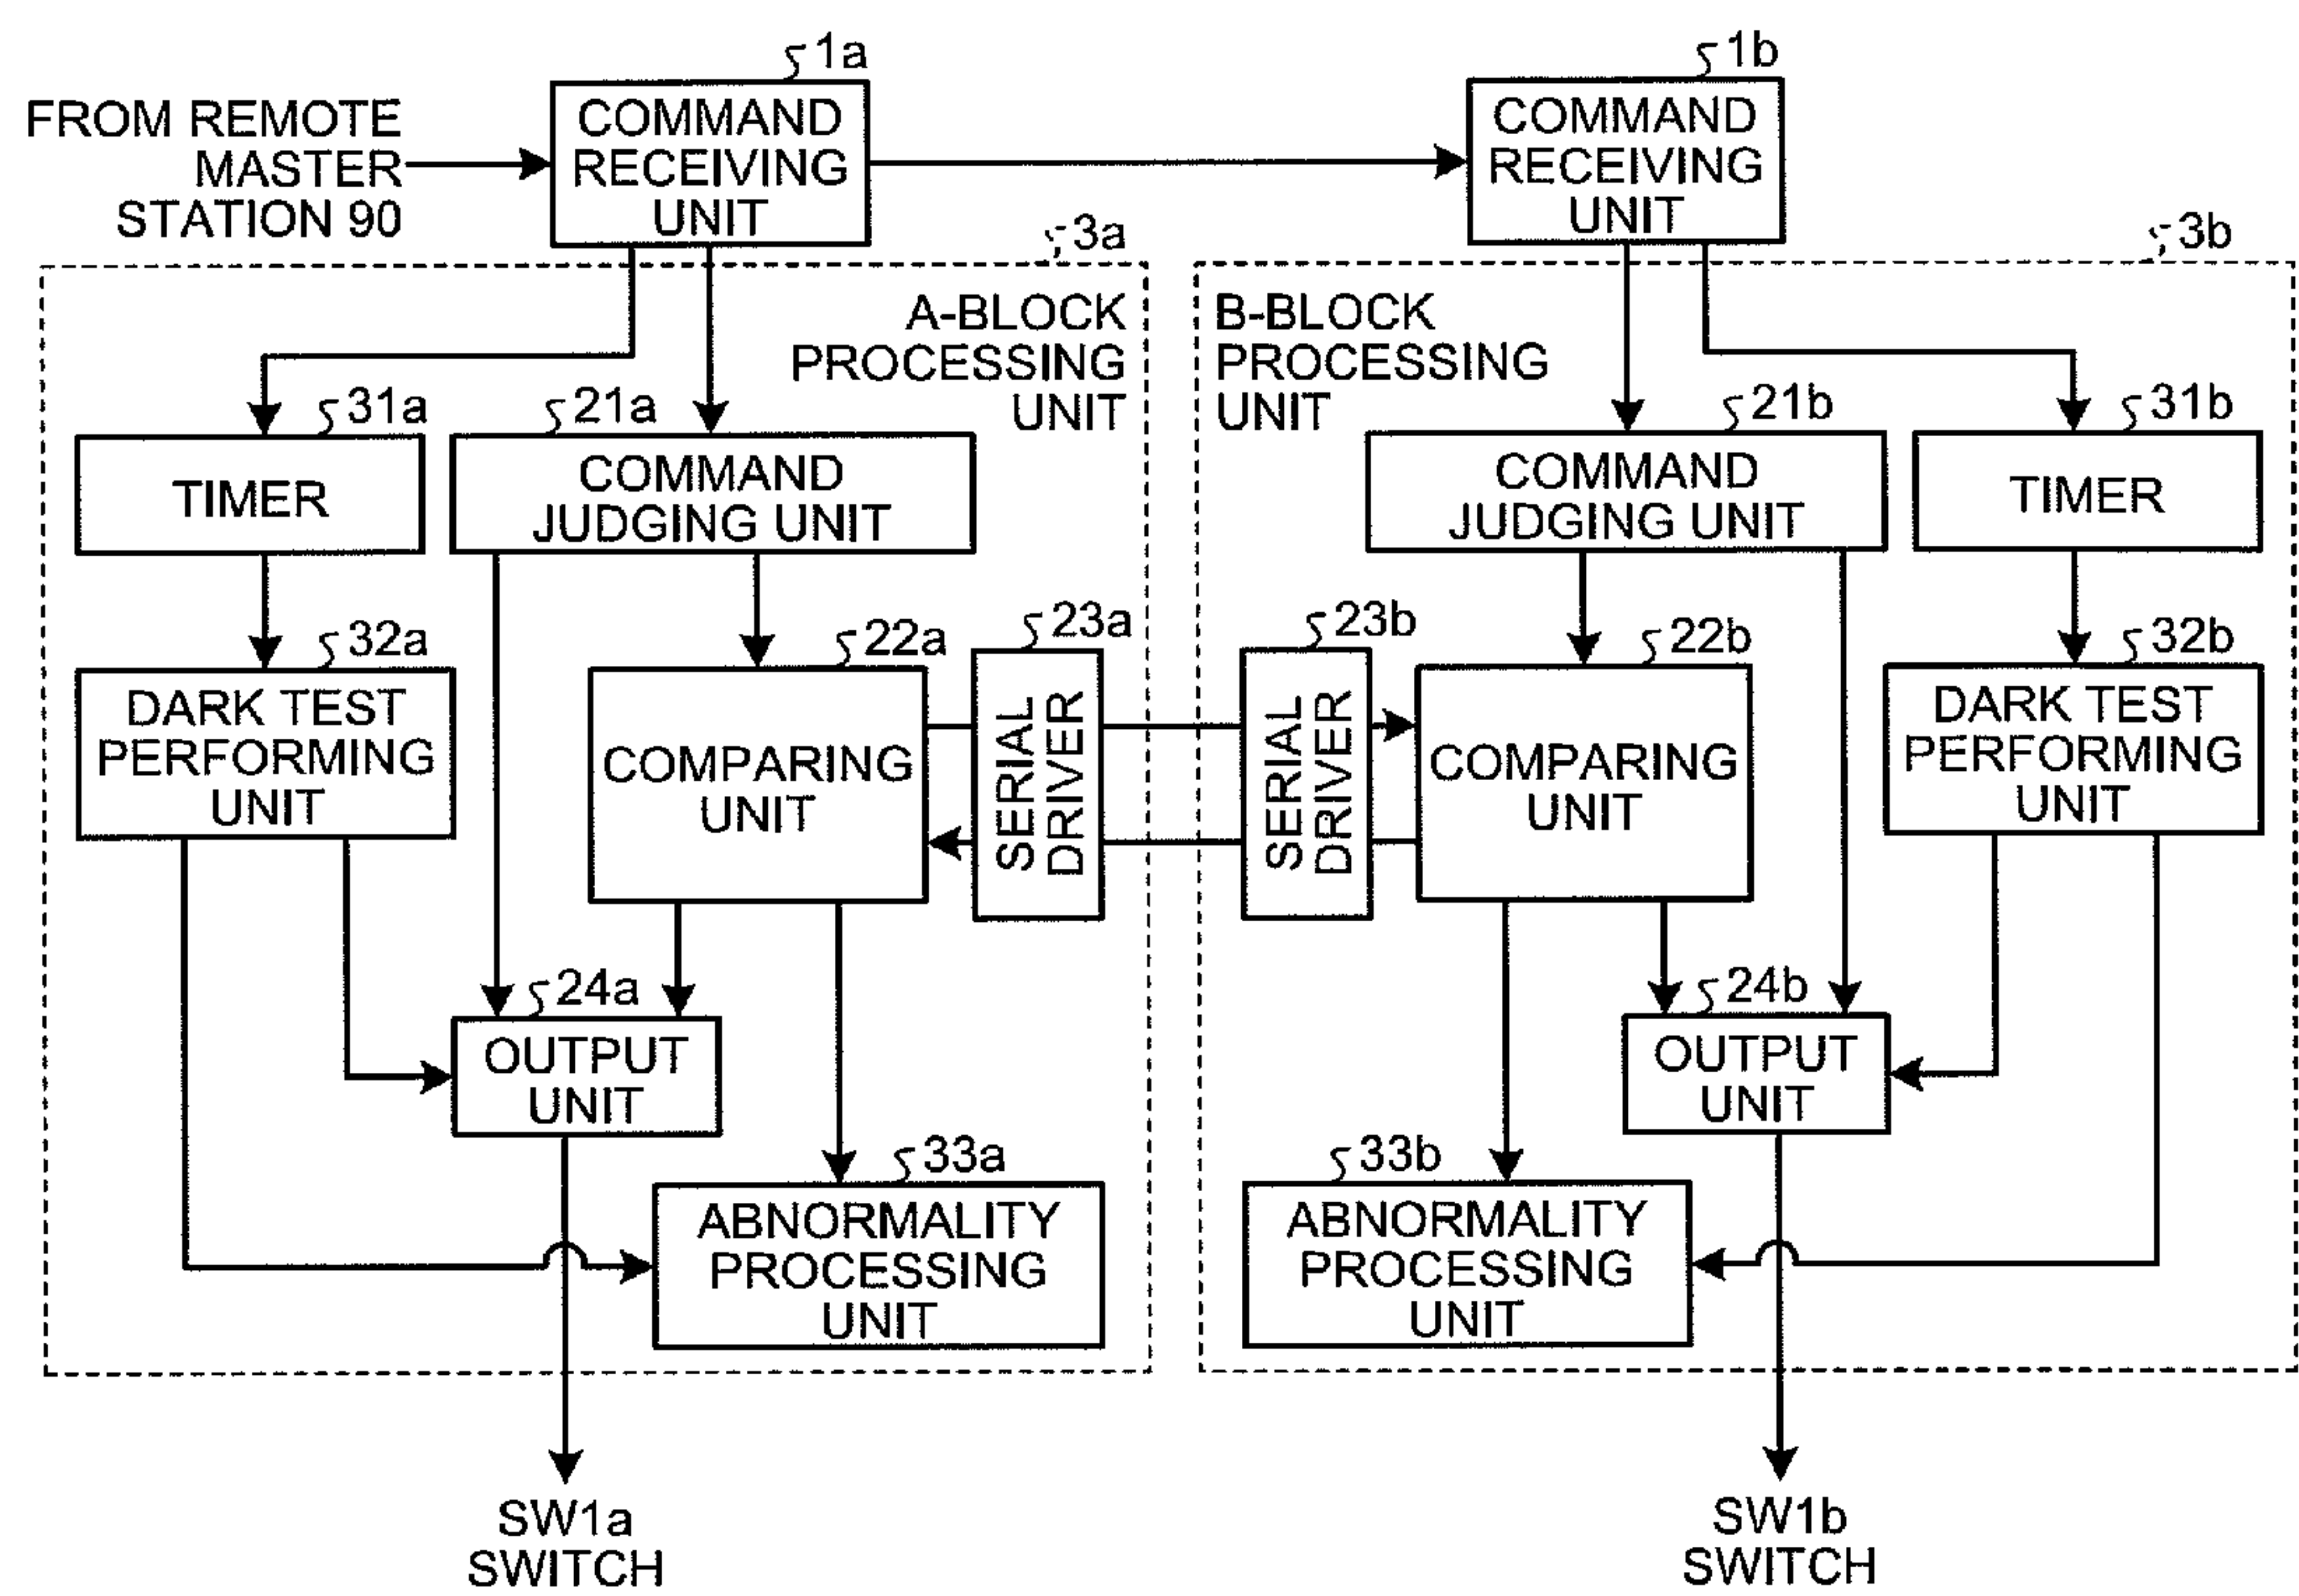 1a
1b
FROM REMOTE
MASTER
STATION 90
COMMAND
RECEIVING
UNIT
COMMAND
RECEIVING
UNIT
3a
3b
A-BLOCK
PROCESSING
UNIT
B-BLOCK
PROCESSING
UNIT
31a
21a
21b
31b
TIMER
COMMAND
JUDGING UNIT
COMMAND
JUDGING UNIT
TIMER
32a
22a
23a
23b
22b
32b
DARK TEST
PERFORMING
UNIT
COMPARING
UNIT
SERIAL
DRIVER
SERIAL
DRIVER
COMPARING
UNIT
DARK TEST
PERFORMING
UNIT
24a
24b
OUTPUT
UNIT
OUTPUT
UNIT
33a
33b
ABNORMALITY
PROCESSING
UNIT
ABNORMALITY
PROCESSING
UNIT
SW1a
SWITCH
SW1b
SWITCH